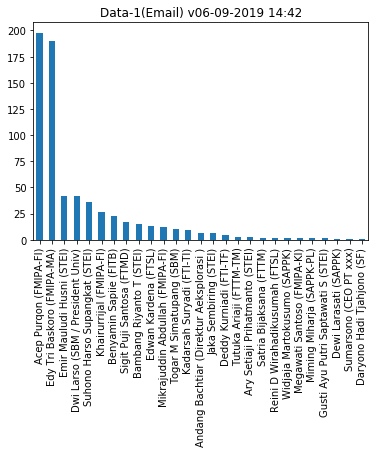 Data-1(Email) v06-09-2019 14:42
200
175
150
125
100
75
50
25
0
Acep Purqon (FMIPA-FI)
Edy Tri Baskoro (FMIPA-MA)
Emir Mauludi Husni (STEI)
Dwi Larso (SBM / President Univ)
Suhono Harso Supangkat (STEI)
Khairurrijal (FMIPA-FI)
Benyamin Sapiie (FITB)
Sigit Puji Santosa (FTMD)
Bambang Riyanto T (STEI)
Edwan Kardena (FTSL)
Mikrajuddin Abdullah (FMIPA-FI)
Togar M Simatupang (SBM)
Kadarsah Suryadi (FTI-TI)
Andang Bachtiar (Direktur Aeksplorasi )
Jaka Sembiring (STEI)
Deddy Kurniadi (FTI-TF)
Tutuka Ariaji (FTTM-TM)
Ary Setiaji Prihatmanto (STEI)
Satria Bijaksana (FTTM)
Reini D Wirahadikusumah (FTSL)
Widjaja Martokusumo (SAPPK)
Megawati Santoso (FMIPA-KI)
Miming Miharja (SAPPK-PL)
Gusti Ayu Putri Saptawati S (STEI)
Dewi Larasati (SAPPK)
Sumarsono (CEO PT xxx)
Daryono Hadi Tjahjono (SF)